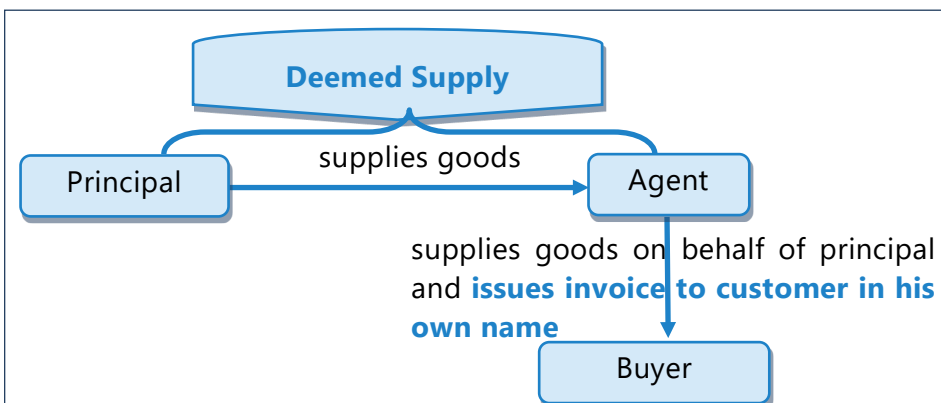 Deemed Supply
supplies goods
Principal
Agent
supplies goods on behalf of principal
and issues invoice to customer in his
own name
Buyer